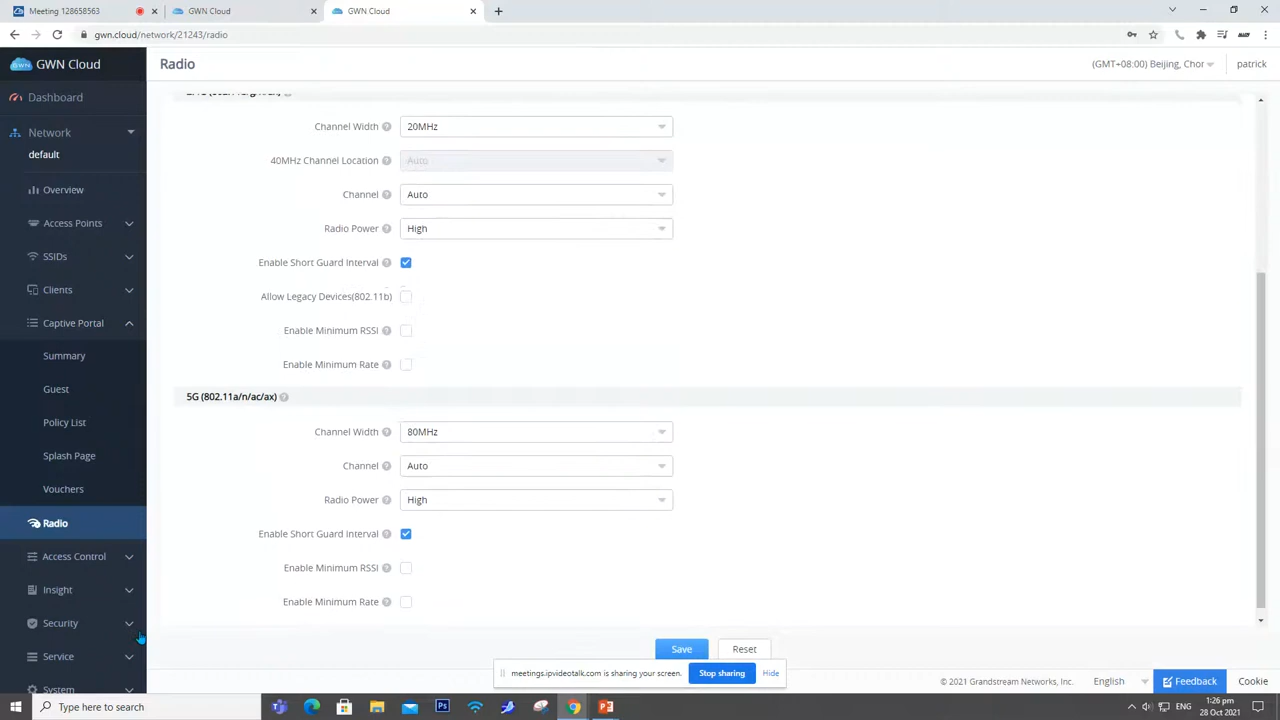 Meeting 128658563
GWN Cloud
GWN Cloud
gwn.cloud/network/21243/radio
GWN Cloud
Radio
(GMT+08:00) Beijing, Chor
patrick
Dashboard
Network
default
Overview
Access Points
SSIDs
Clients
Captive Portal
Summary
Guest
Policy List
Splash Page
Vouchers
Radio
Access Control
Insight
Security
Service
System
Channel Width 20MHz
40MHz Channel Location Auto
Channel Auto
Radio Power High
Enable Short Guard Interval
Allow Legacy Devices(802.11b)
Enable Minimum RSSI
Enable Minimum Rate
5G (802.11a/n/ac/ax)
Channel Width 80MHz
Channel Auto
Radio Power High
Enable Short Guard Interval
Enable Minimum RSSI
Enable Minimum Rate
Save Reset
meetings.ipvideotalk.com is sharing your screen. Stop sharing Hide
© 2021 Grandstream Networks, Inc. English Feedback Cookie
Type here to search
ENG
1:26 pm
28 Oct 2021